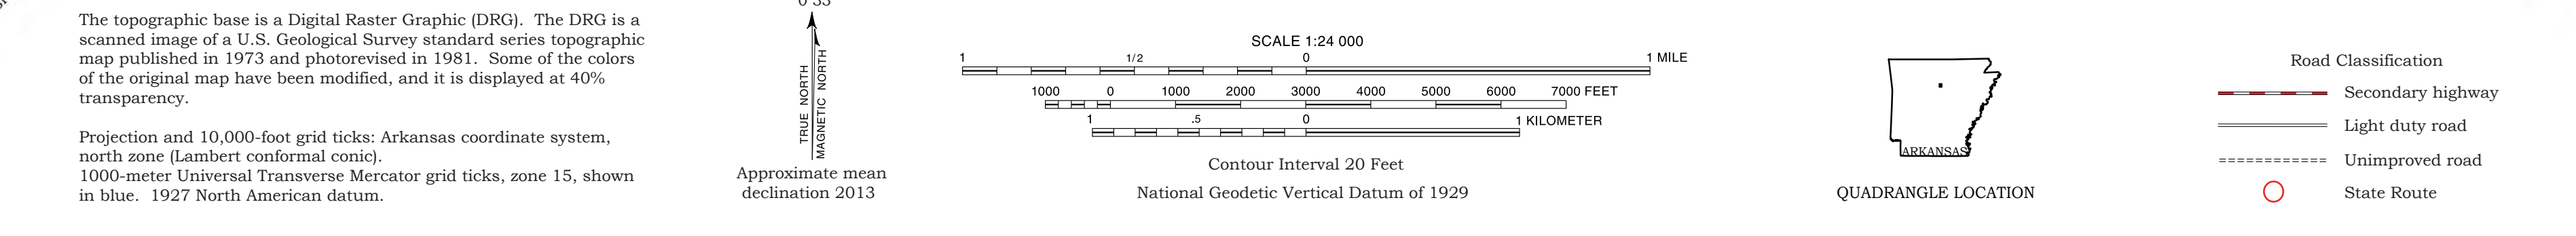 The topographic base is a Digital Raster Graphic (DRG). The DRG is a
scanned image of a U.S. Geological Survey standard series topographic
map published in 1973 and photorevised in 1981. Some of the colors
of the original map have been modified, and it is displayed at 40%
transparency.
Projection and 10,000-foot grid ticks: Arkansas coordinate system,
north zone (Lambert conformal conic).
1000-meter Universal Transverse Mercator grid ticks, zone 15, shown
in blue. 1927 North American datum.
TRUE NORTH
MAGNETIC NORTH
Approximate mean
declination 2013
SCALE 1:24 000
1 1/2 0 1 MILE
1000 0 1000 2000 3000 4000 5000 6000 7000 FEET
1 .5 0 1 KILOMETER
Contour Interval 20 Feet
National Geodetic Vertical Datum of 1929
ARKANSAS
QUADRANGLE LOCATION
Road Classification
Secondary highway
Light duty road
Unimproved road
State Route